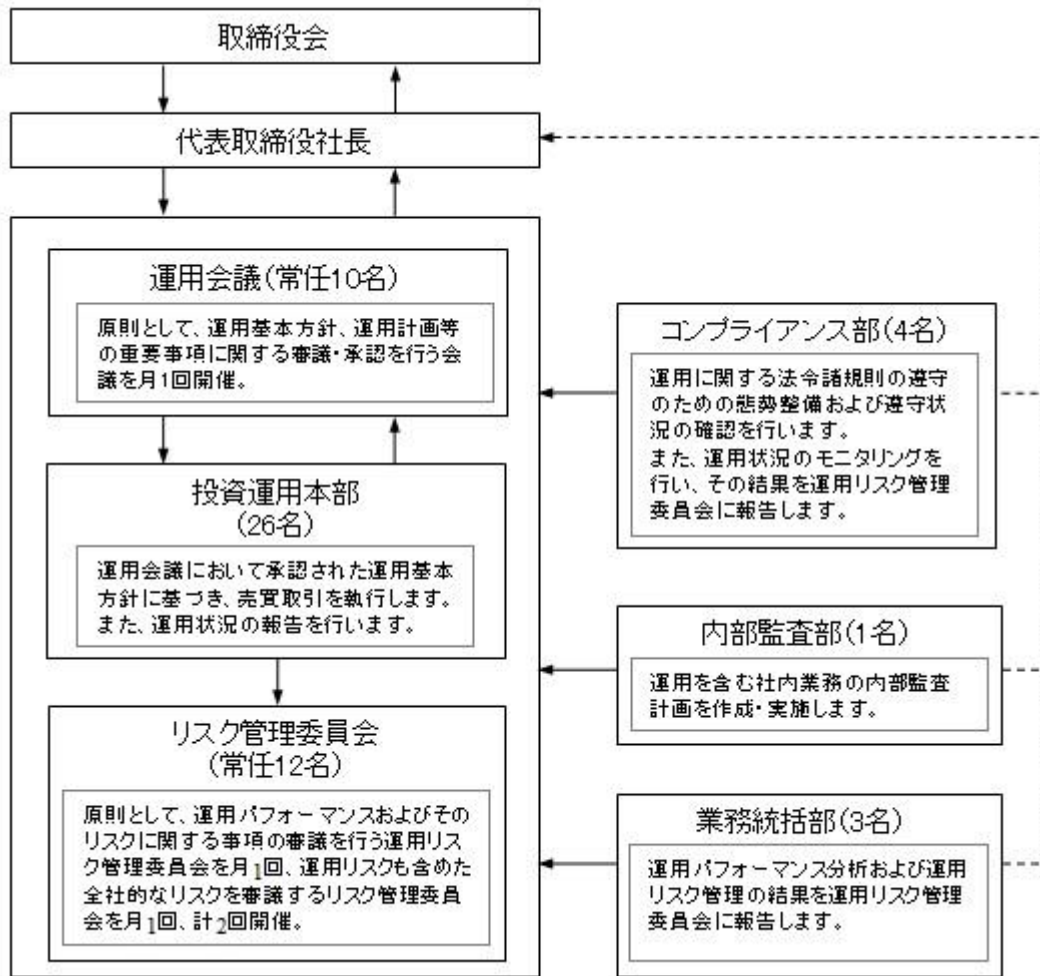 取締役会
代表取締役社長
運用会議(常任10名)
原則として、運用基本方針、運用計画等
の重要事項に関する審議・承認を行う会
議を月1回開催。
投資運用本部
(26名)
運用会議において承認された運用基本
方針に基づき、売買取引を執行します。
また、運用状況の報告を行います。
リスク管理委員会
(常任12名)
原則として、運用パフォーマンスおよびその
リスクに関する事項の審議を行う運用リス
ク管理委員会を月1回、運用リスクも含めた
全社的なリスクを審議するリスク管理委員
会を月1回、計2回開催。
コンプライアンス部(4名)
運用に関する法令諸規則の遵守
のための態勢整備および遵守状
況の確認を行います。
また、運用状況のモニタリングを
行い、その結果を運用リスク管理
委員会に報告します。
内部監査部(1名)
運用を含む社内業務の内部監査
計画を作成・実施します。
業務統括部(3名)
運用パフォーマンス分析および運用
リスク管理の結果を運用リスク管理
委員会に報告します。